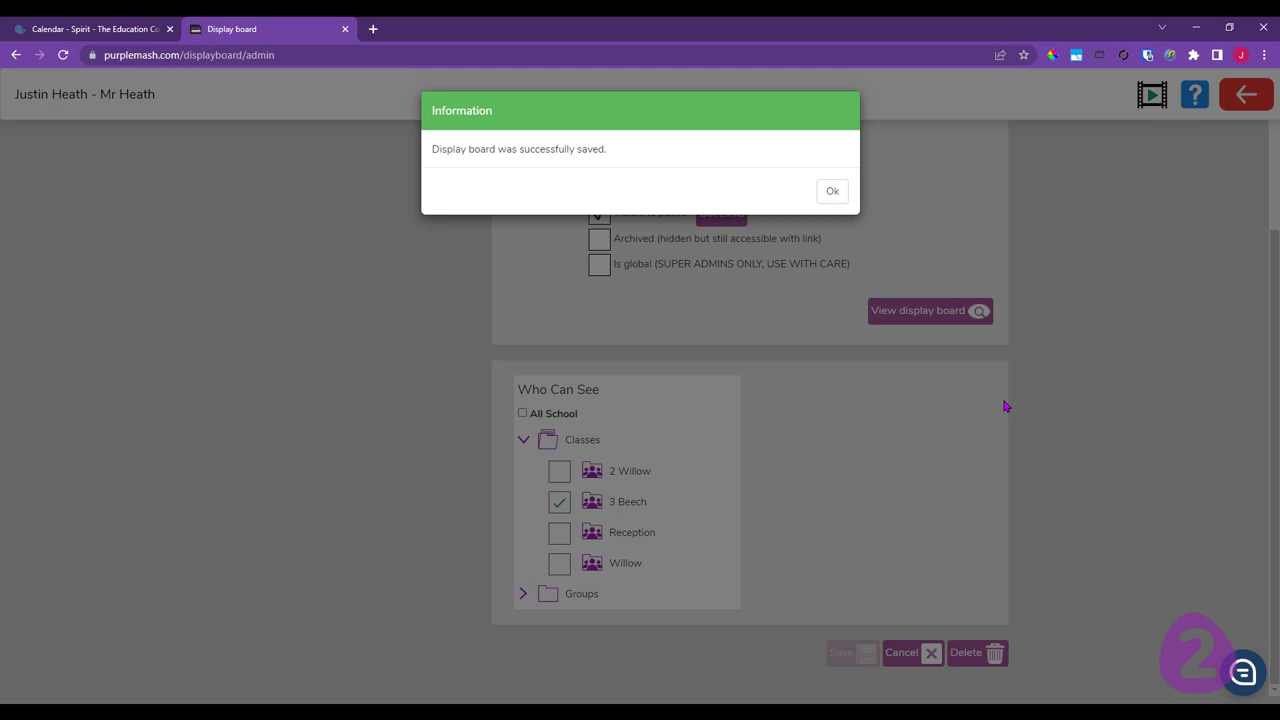 Calendar - Spirit - The Education Co
Display board
purplemash.com/displayboard/admin
J
Justin Heath - Mr Heath
?
Information
Display board was successfully saved.
Ok
Archived (hidden but still accessible with link)
Is global (SUPER ADMINS ONLY, USE WITH CARE)
View display board
Who Can See
All School
Classes
2 Willow
3 Beech
Reception
Willow
Groups
Save
Cancel
Delete
2